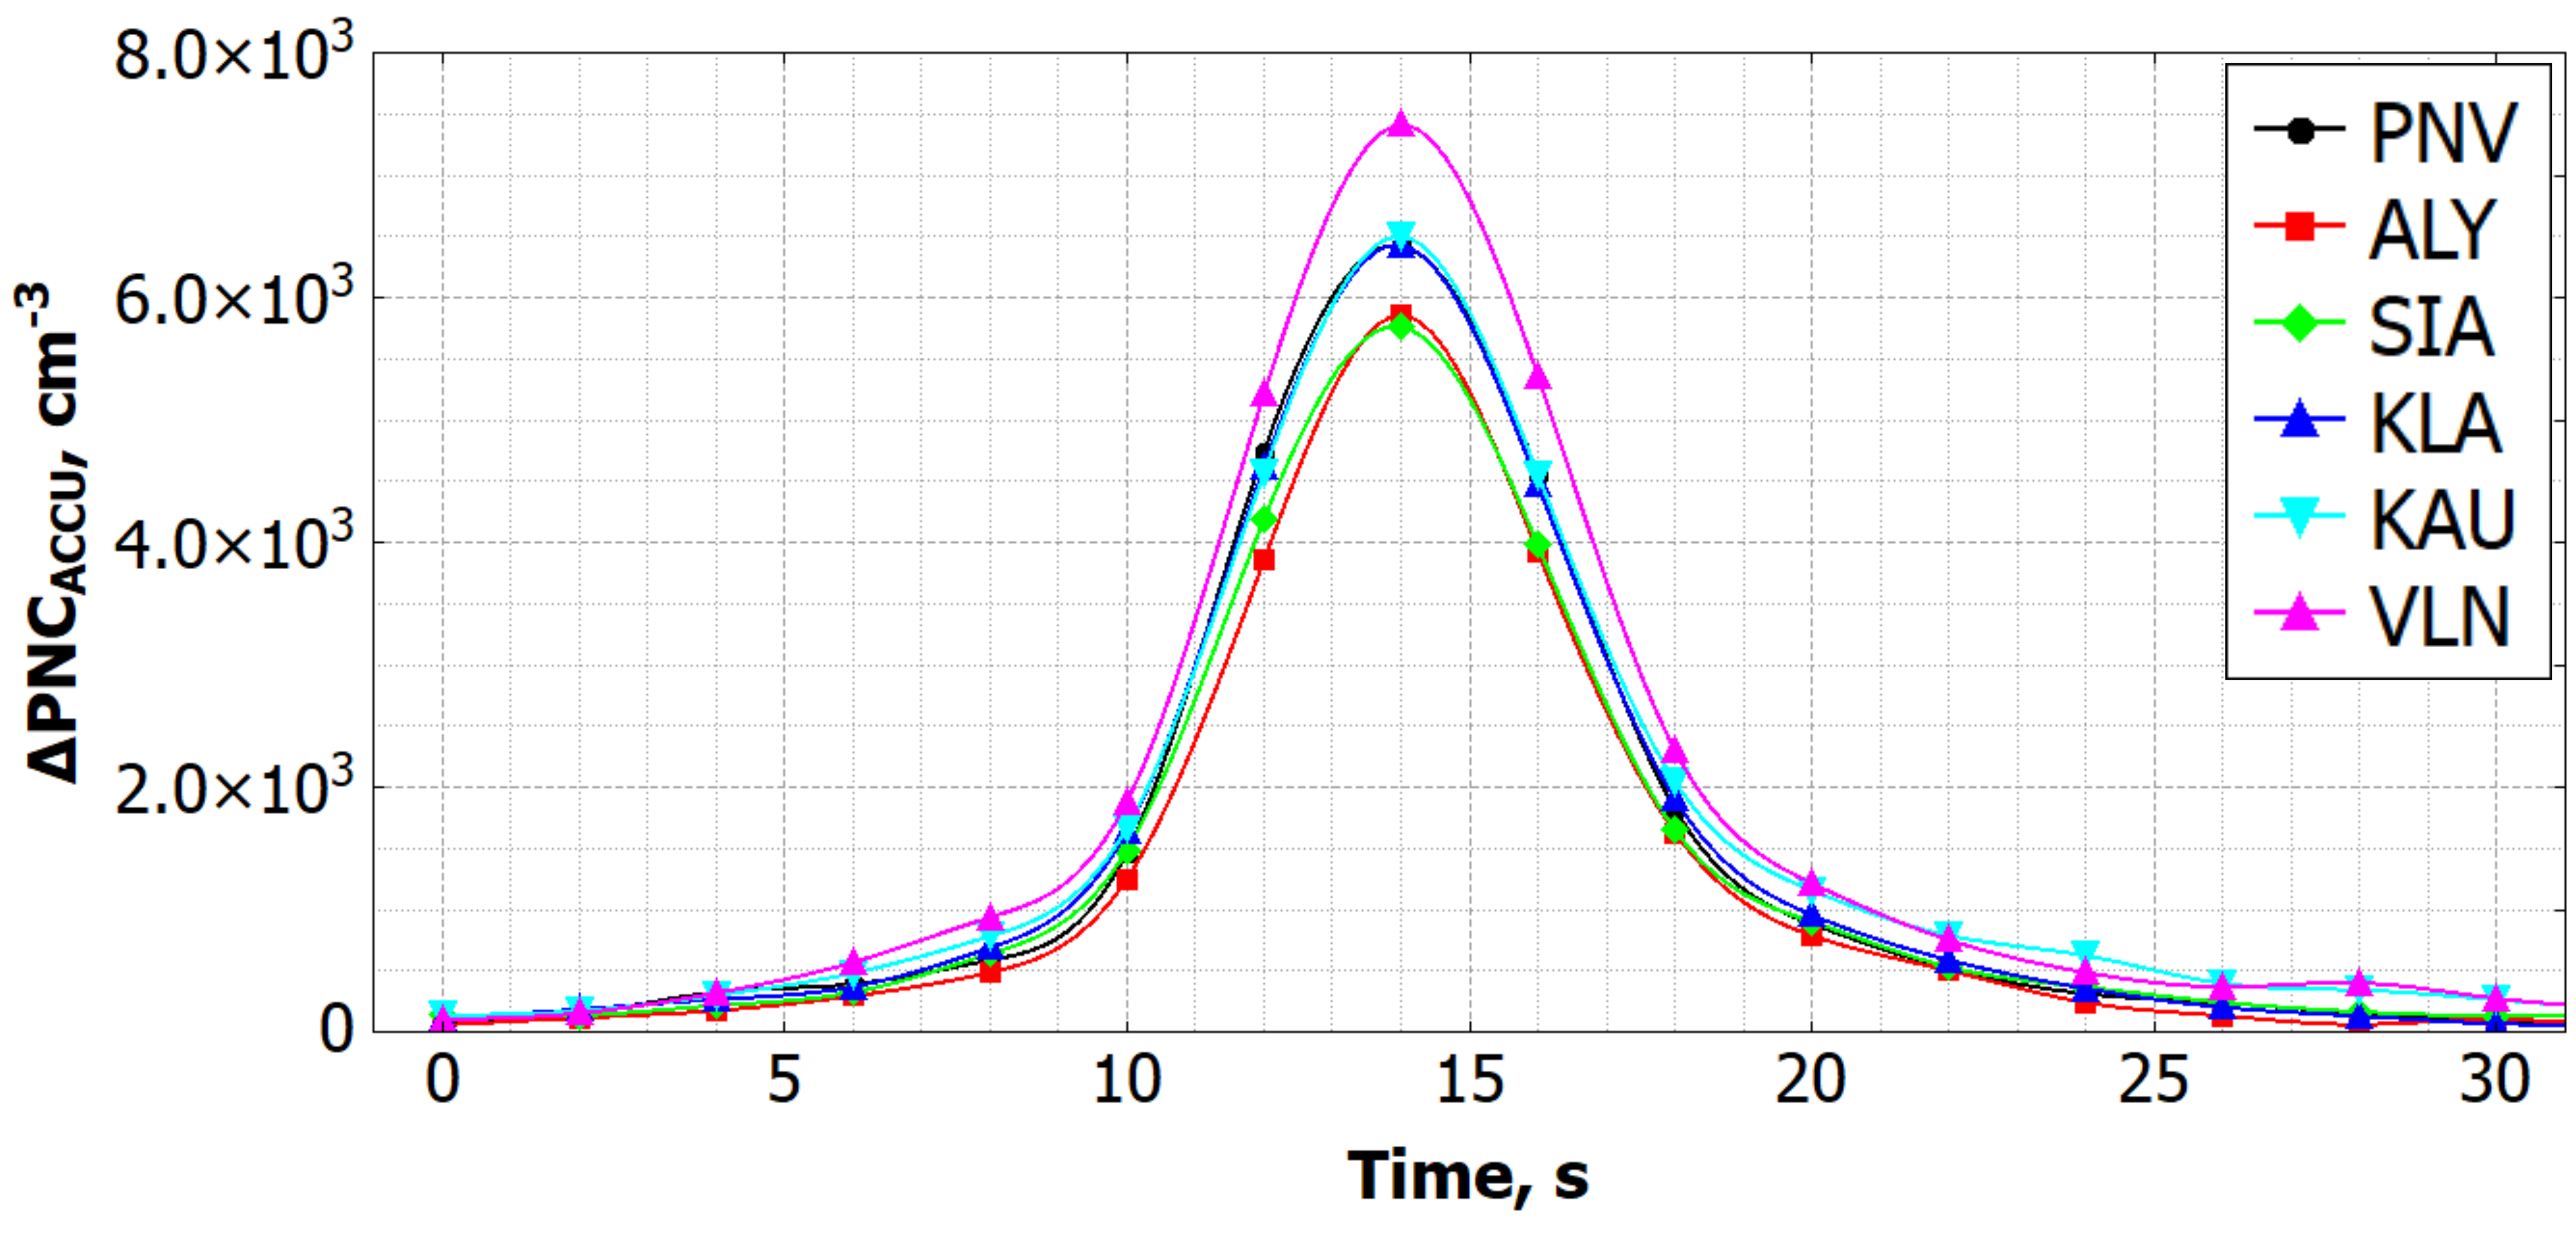 8.0×10³
6.0×10³
4.0×10³
2.0×10³
0
ΔPNC_ACCU, cm⁻³
0 5 10 15 20 25 30
Time, s
PNV
ALY
SIA
KLA
KAU
VLN